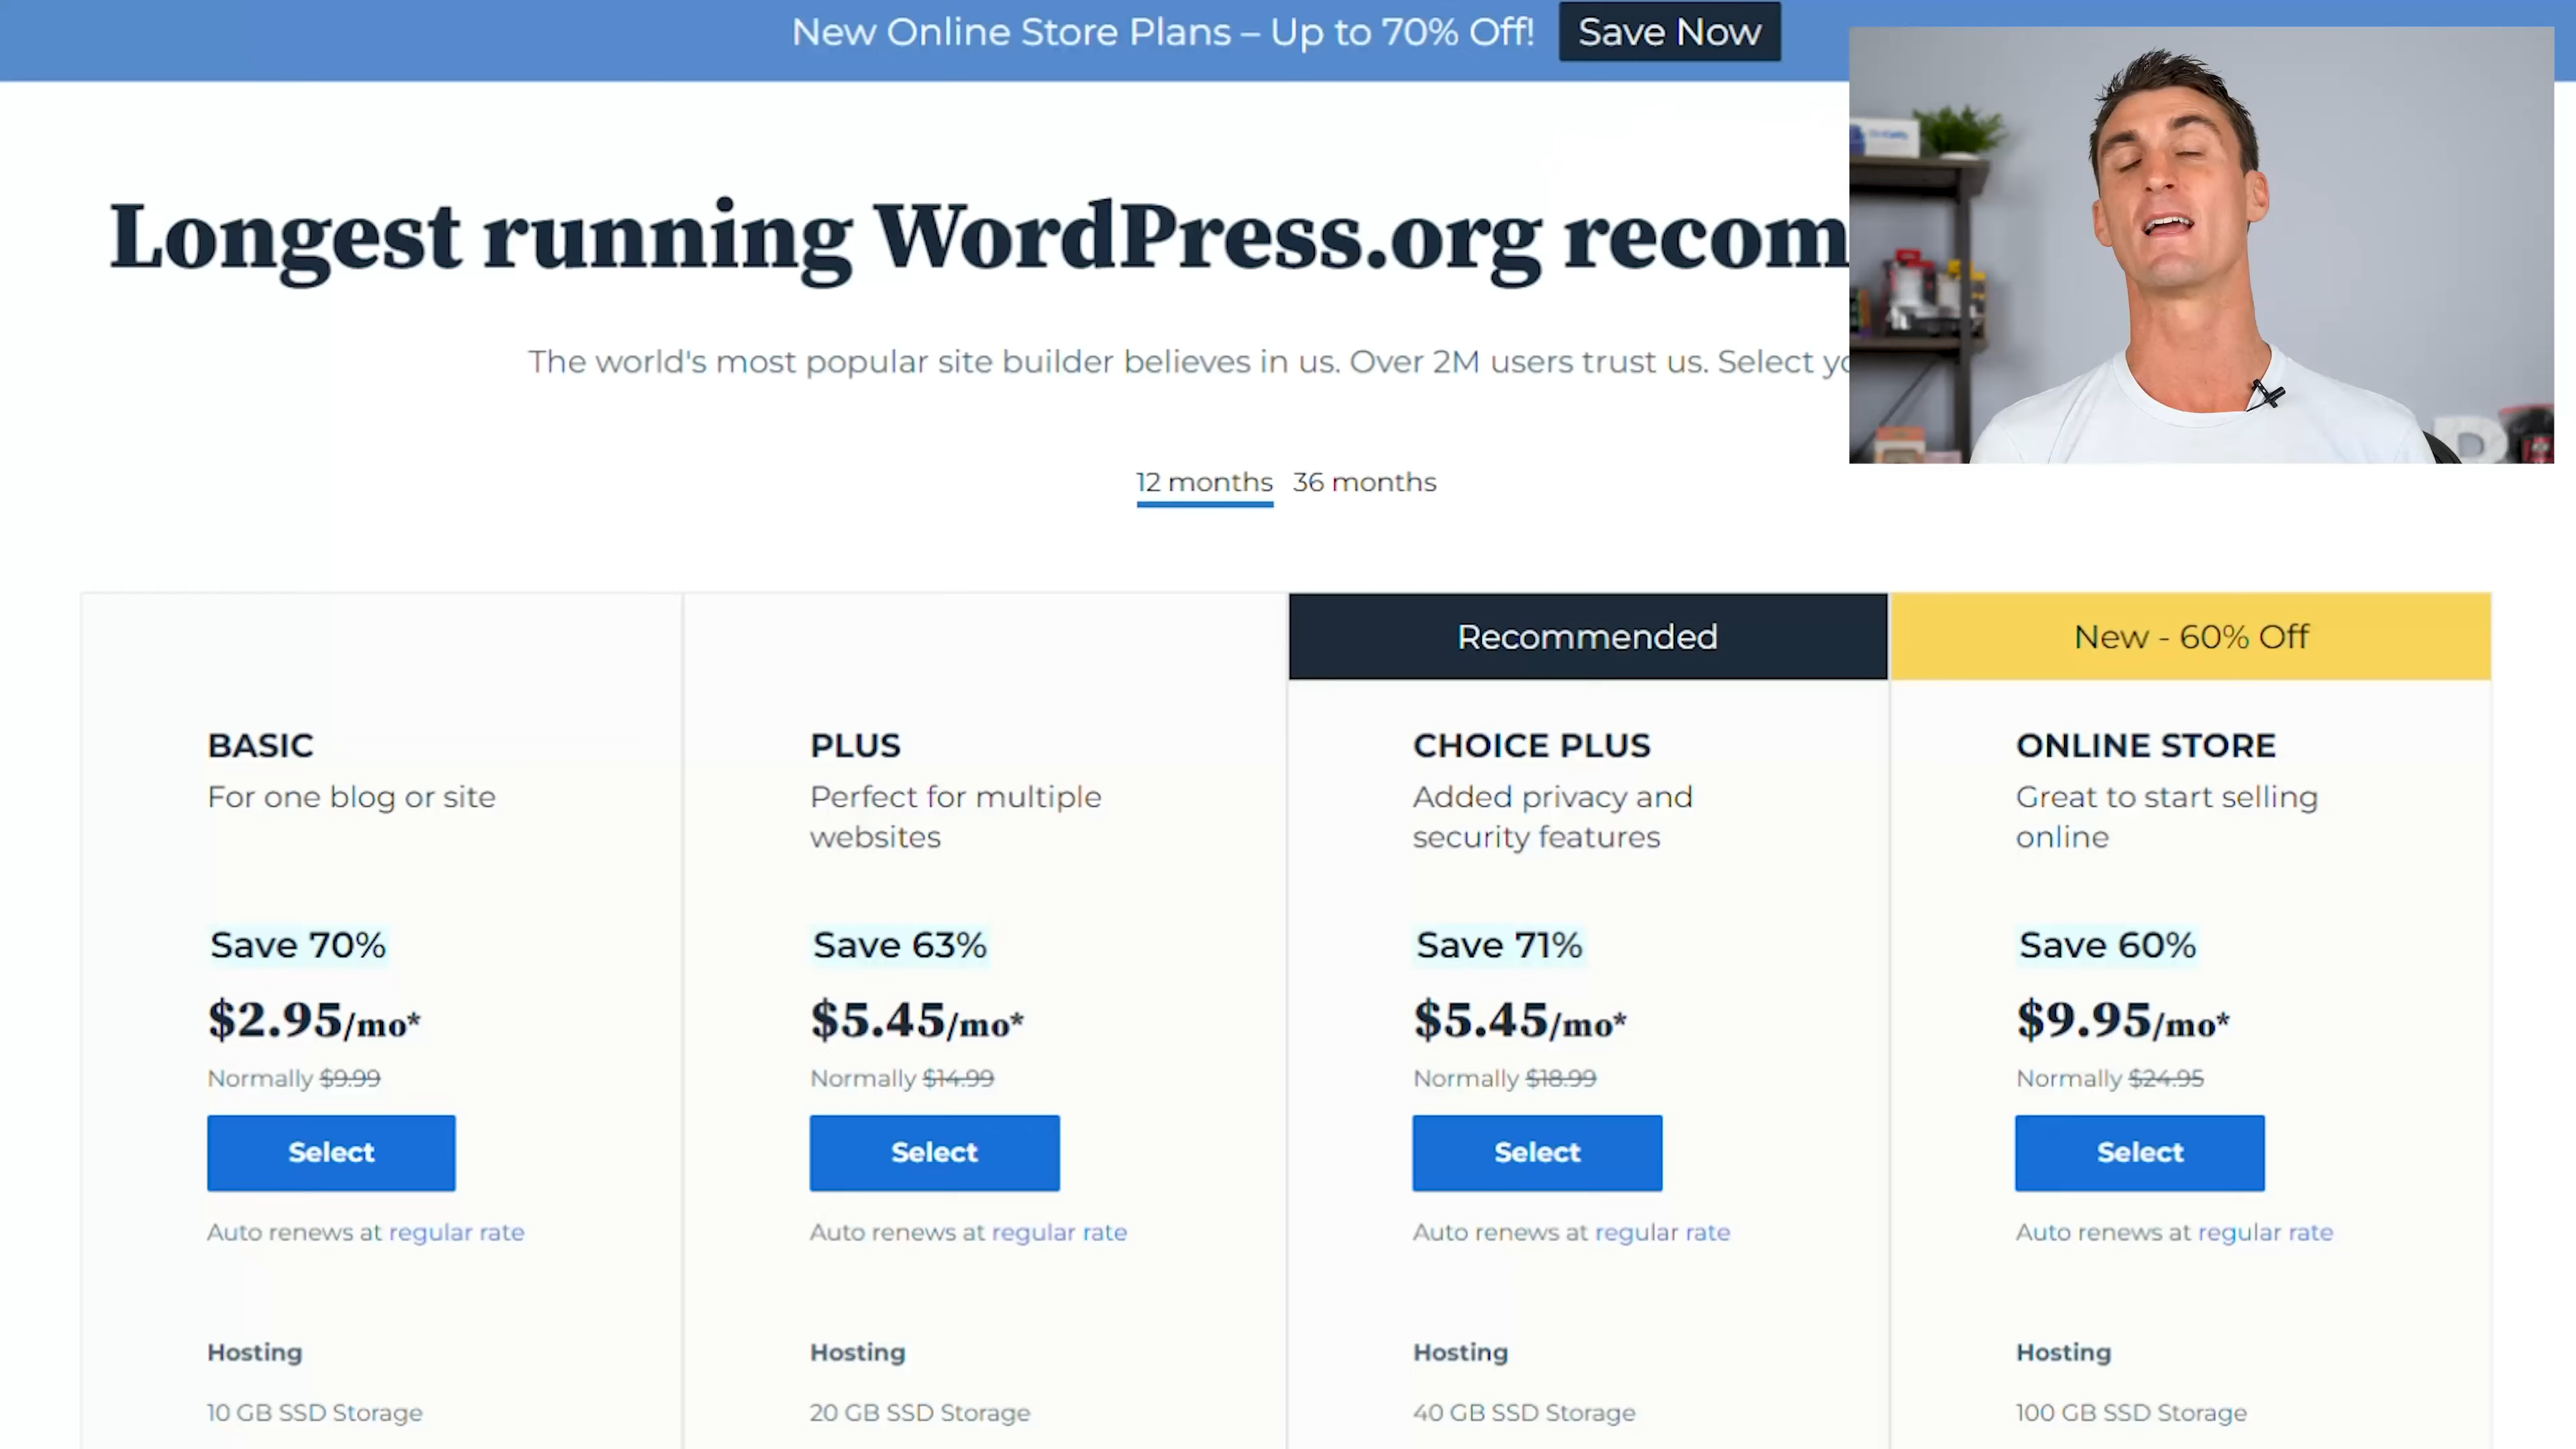 New Online Store Plans – Up to 70% Off!
Save Now
Longest running WordPress.org recom
The world's most popular site builder believes in us. Over 2M users trust us. Select yo
12 months 36 months
Recommended
New - 60% Off
BASIC
For one blog or site
Save 70%
$2.95/mo*
Normally $9.99
Select
Auto renews at regular rate
Hosting
10 GB SSD Storage
PLUS
Perfect for multiple
websites
Save 63%
$5.45/mo*
Normally $14.99
Select
Auto renews at regular rate
Hosting
20 GB SSD Storage
CHOICE PLUS
Added privacy and
security features
Save 71%
$5.45/mo*
Normally $18.99
Select
Auto renews at regular rate
Hosting
40 GB SSD Storage
ONLINE STORE
Great to start selling
online
Save 60%
$9.95/mo*
Normally $24.95
Select
Auto renews at regular rate
Hosting
100 GB SSD Storage